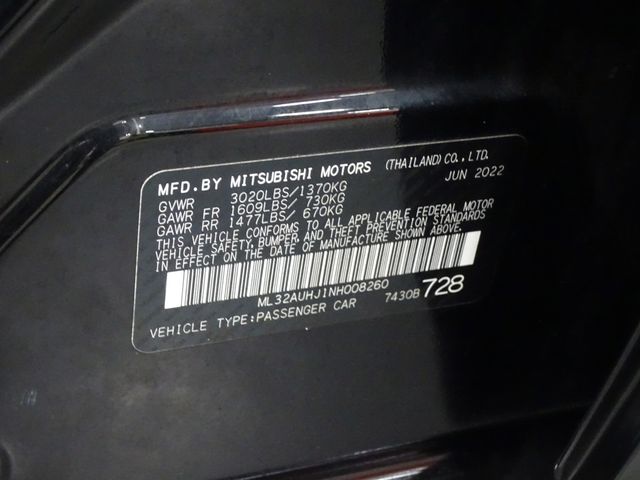 MFD.BY MITSUBISHI MOTORS (THAILAND)CO.,LTD.
JUN 2022
GVWR 3020LBS/1370KG
GAWR FR 1609LBS/ 730KG
GAWR RR 1477LBS/ 670KG
THIS VEHICLE CONFORMS TO ALL APPLICABLE FEDERAL MOTOR
VEHICLE SAFETY, BUMPER, AND THEFT PREVENTION STANDARDS
IN EFFECT ON THE DATE OF MANUFACTURE SHOWN ABOVE.
ML32AUHJ1NH008260 7430B 728
VEHICLE TYPE:PASSENGER CAR